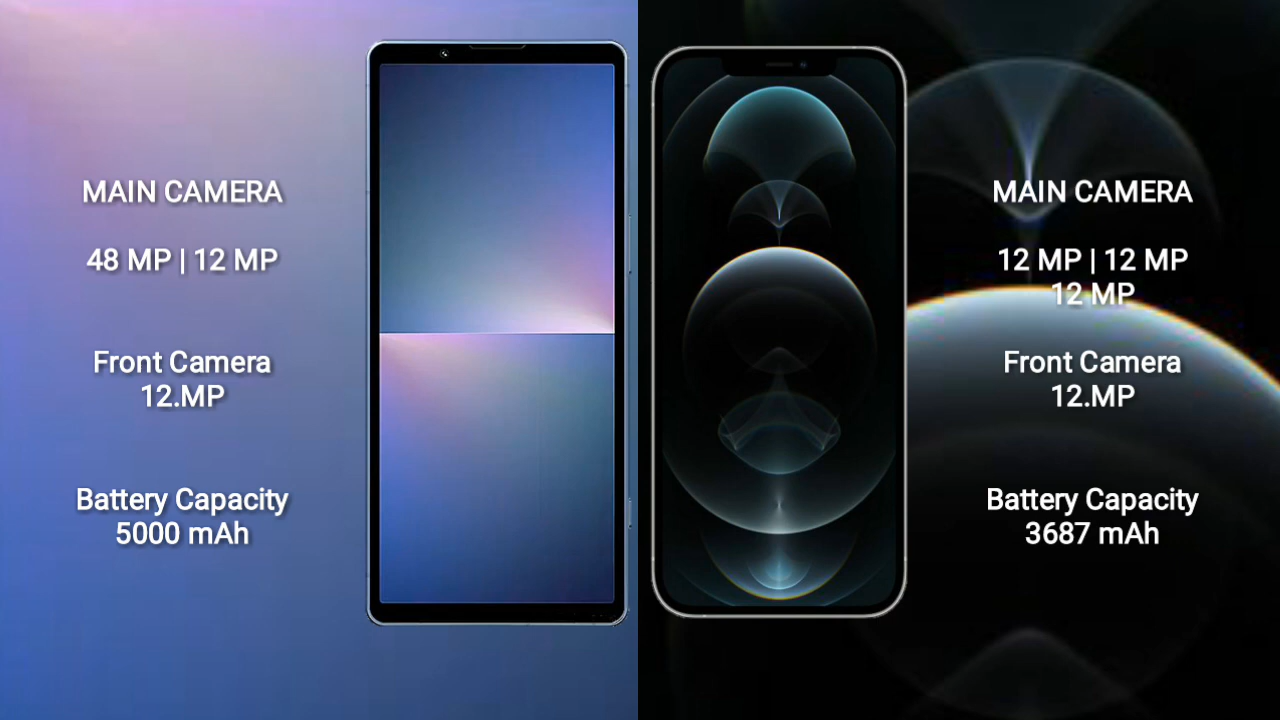 MAIN CAMERA
48 MP | 12 MP
Front Camera
12.MP
Battery Capacity
5000 mAh
MAIN CAMERA
12 MP | 12 MP
12 MP
Front Camera
12.MP
Battery Capacity
3687 mAh